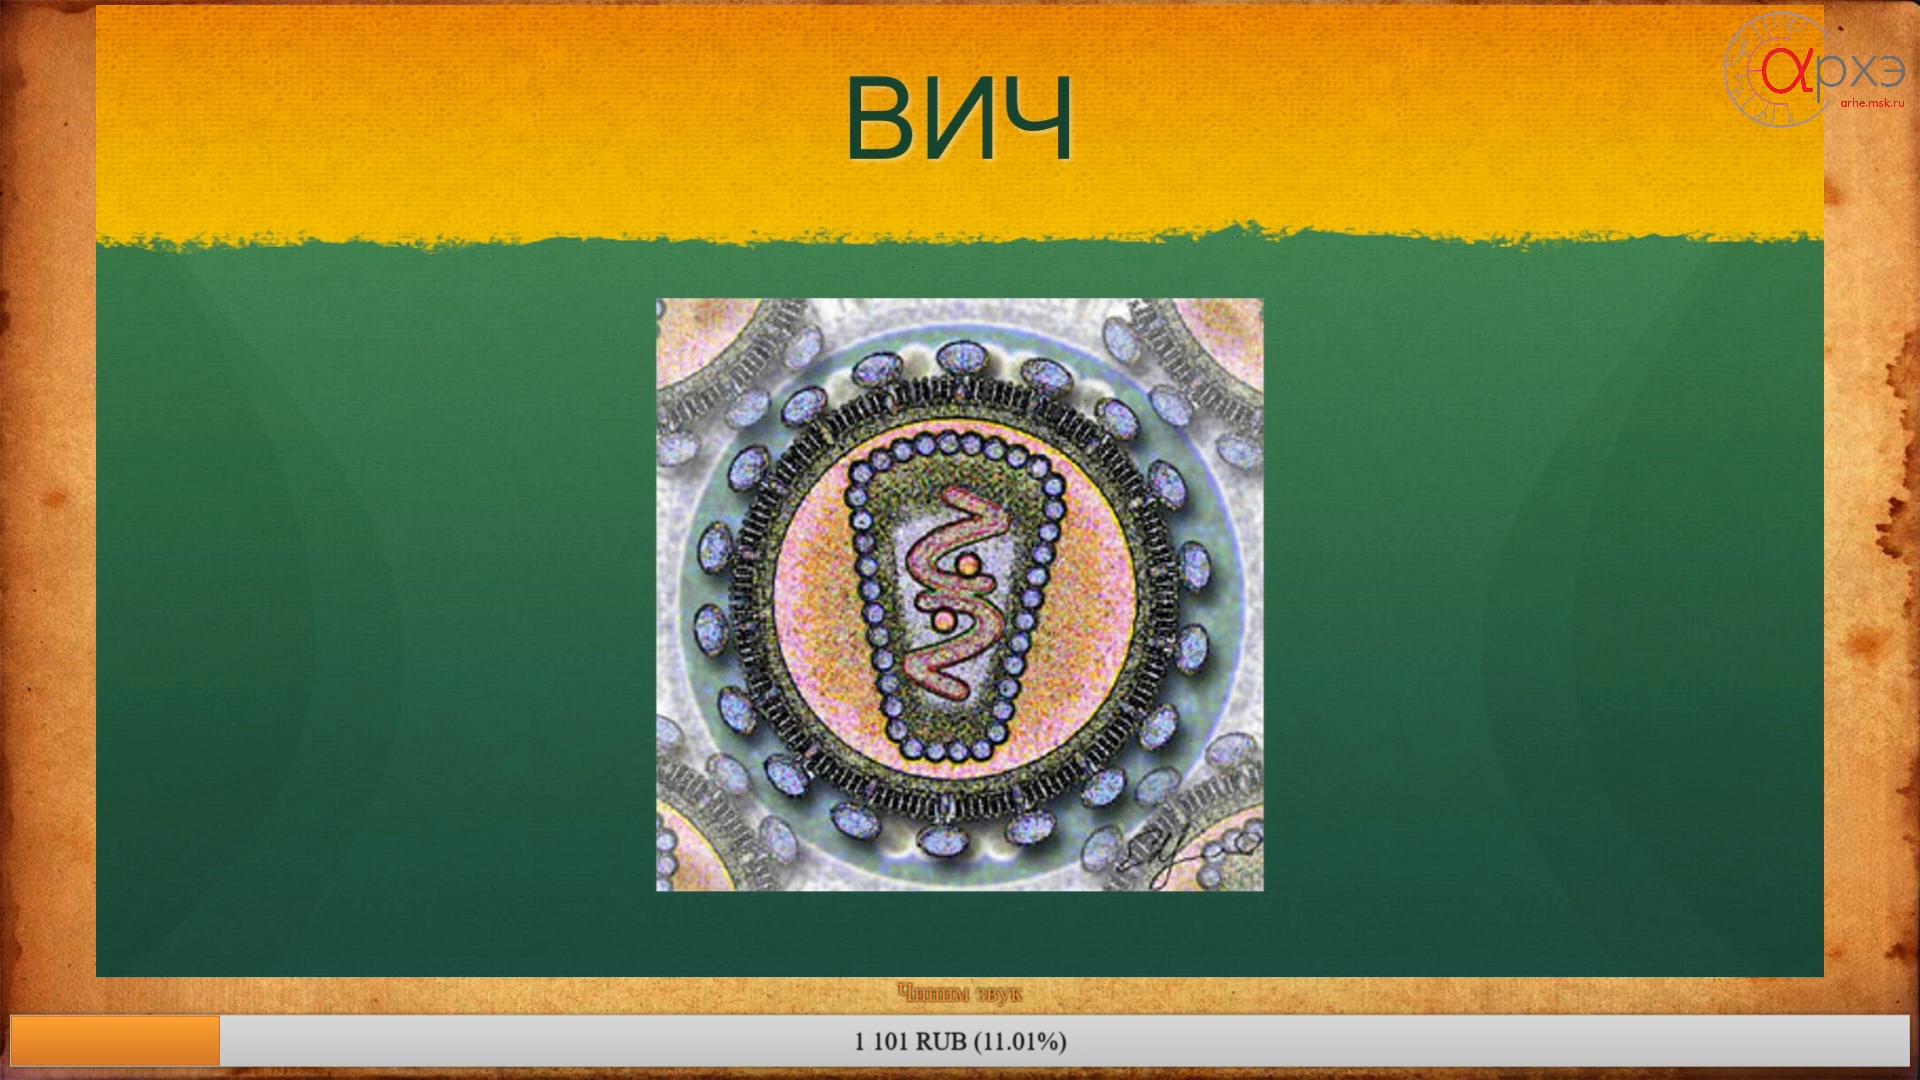 ВИЧ
αрхэ
arhe.msk.ru
Чиним звук
1 101 RUB (11.01%)